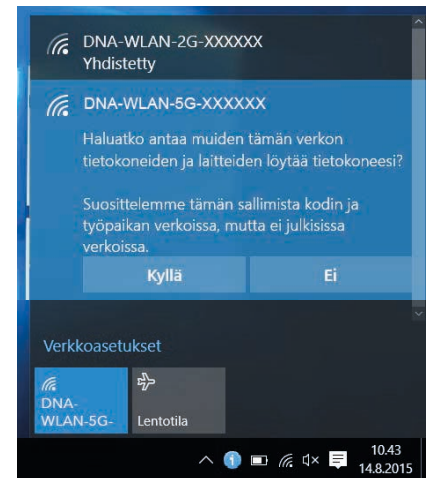 DNA-WLAN-2G-XXXXXX
Yhdistetty
DNA-WLAN-5G-XXXXXX
Haluatko antaa muiden tämän verkon
tietokoneiden ja laitteiden löytää tietokoneesi?
Suosittelemme tämän sallimista kodin ja
työpaikan verkoissa, mutta ei julkisissa
verkoissa.
Kyllä
Ei
Verkkoasetukset
DNA-
WLAN-5G-
Lentotila
10.43
14.8.2015